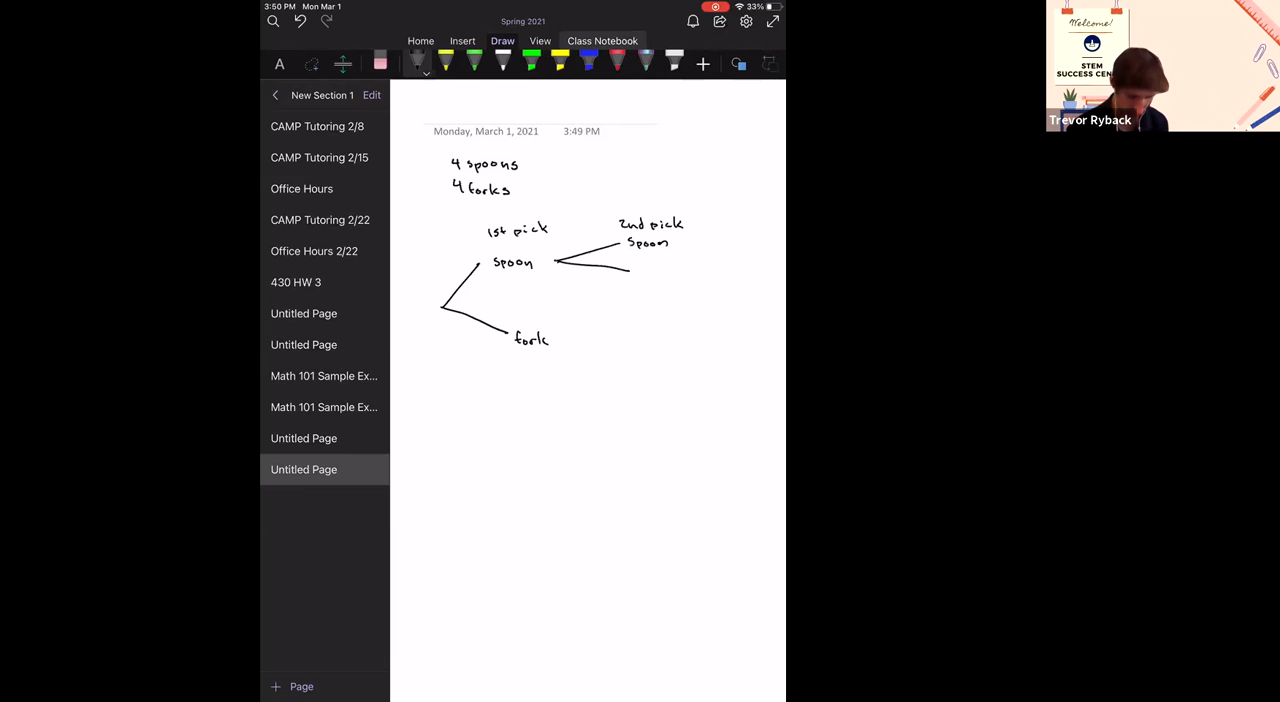 3:50 PM Mon Mar 1
33%
Spring 2021
Home Insert Draw View Class Notebook
A
New Section 1 Edit
CAMP Tutoring 2/8
CAMP Tutoring 2/15
Office Hours
CAMP Tutoring 2/22
Office Hours 2/22
430 HW 3
Untitled Page
Untitled Page
Math 101 Sample Ex...
Math 101 Sample Ex...
Untitled Page
Untitled Page
+ Page
Monday, March 1, 2021 3:49 PM
4 spoons
4 forks
1st pick
2nd pick
spoon
spoon
fork
Welcome!
STEM
SUCCESS CEN
Trevor Ryback